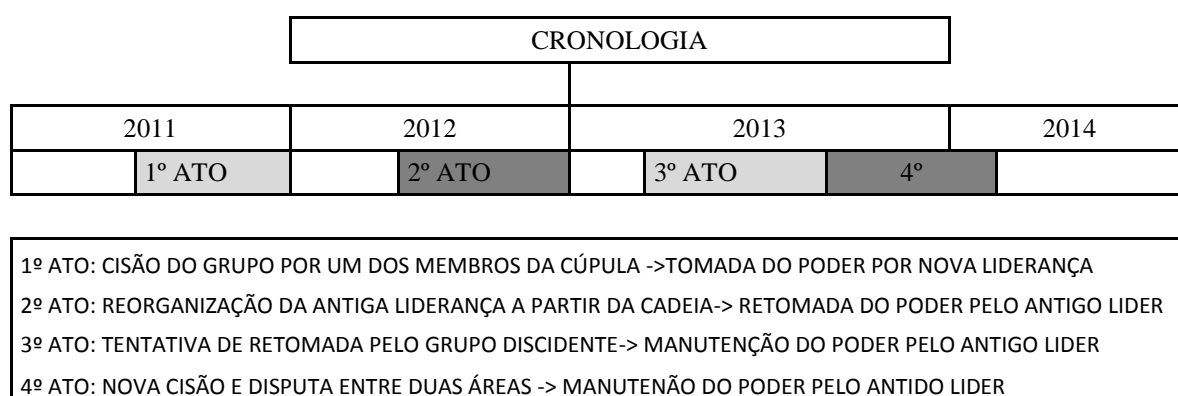 CRONOLOGIA
2011 2012 2013 2014
1º ATO 2º ATO 3º ATO 4º
1º ATO: CISÃO DO GRUPO POR UM DOS MEMBROS DA CÚPULA ->TOMADA DO PODER POR NOVA LIDERANÇA
2º ATO: REORGANIZAÇÃO DA ANTIGA LIDERANÇA A PARTIR DA CADEIA-> RETOMADA DO PODER PELO ANTIGO LIDER
3º ATO: TENTATIVA DE RETOMADA PELO GRUPO DISCIDENTE-> MANUTENÇÃO DO PODER PELO ANTIGO LIDER
4º ATO: NOVA CISÃO E DISPUTA ENTRE DUAS ÁREAS -> MANUTENÃO DO PODER PELO ANTIDO LIDER